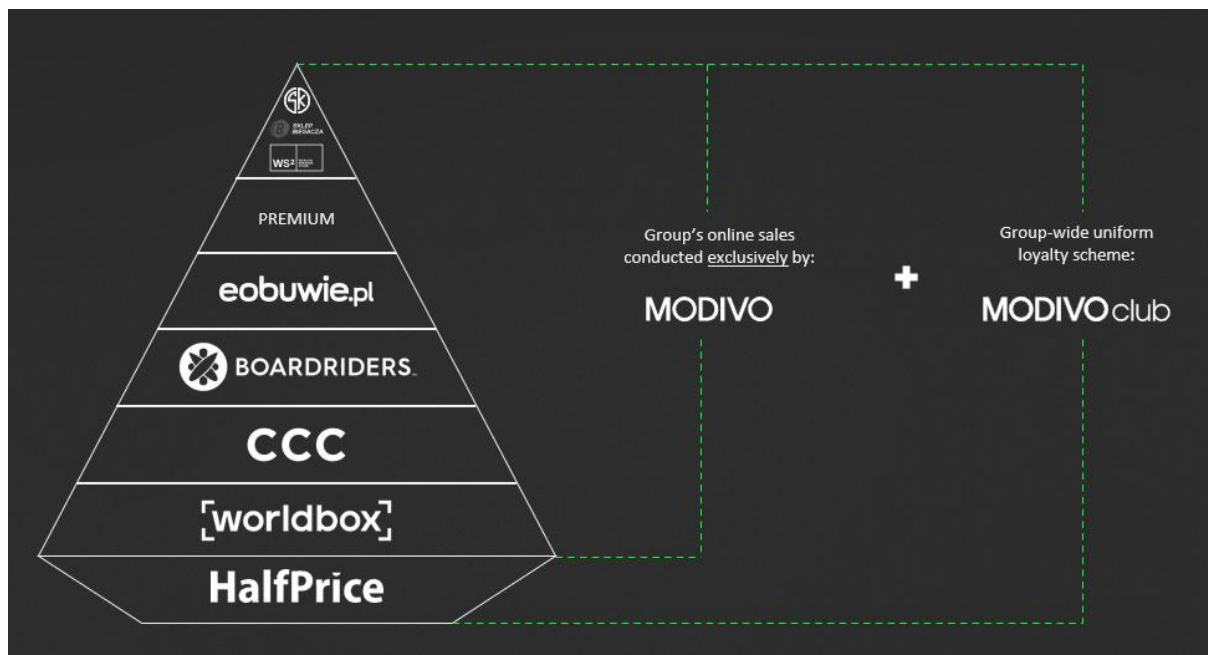 SK
SKLEP
BIEGACZA
WS2
PREMIUM
eobuwie.pl
BOARDRIDERS
CCC
[worldbox]
HalfPrice
Group's online sales
conducted exclusively by:
MODIVO
+
Group-wide uniform
loyalty scheme:
MODIVO club